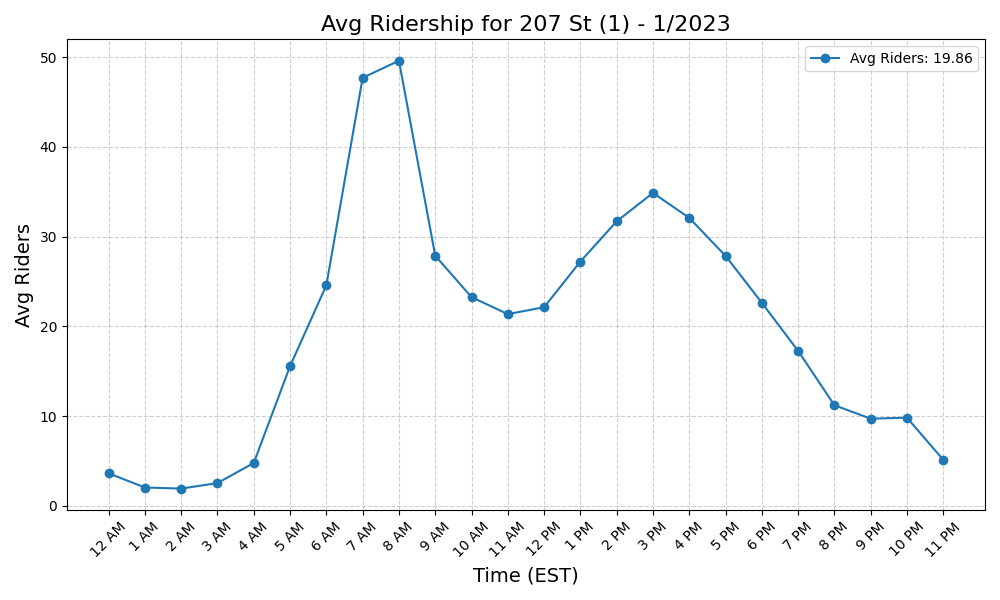 Avg Ridership for 207 St (1) - 1/2023
Avg Riders: 19.86
Avg Riders
50
40
30
20
10
0
12 AM
1 AM
2 AM
3 AM
4 AM
5 AM
6 AM
7 AM
8 AM
9 AM
10 AM
11 AM
12 PM
1 PM
2 PM
3 PM
4 PM
5 PM
6 PM
7 PM
8 PM
9 PM
10 PM
11 PM
Time (EST)